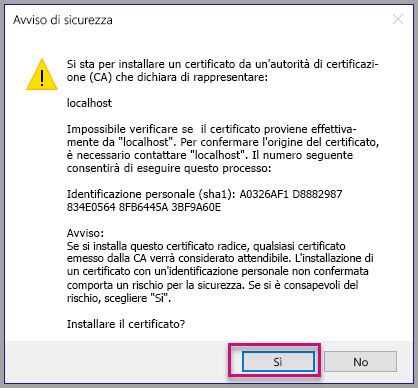 Avviso di sicurezza
Si sta per installare un certificato da un'autorità di certificazi-
one (CA) che dichiara di rappresentare:
localhost
Impossibile verificare se il certificato proviene effettiva-
mente da "localhost". Per confermare l'origine del certificato,
è necessario contattare "localhost". Il numero seguente
consentirà di eseguire questo processo:
Identificazione personale (sha1): A0326AF1 D8882987
834E0564 8FB6445A 3BF9A60E
Avviso:
Se si installa questo certificato radice, qualsiasi certificato
emesso dalla CA verrà considerato attendibile. L'installazione di
un certificato con un'identificazione personale non confermata
comporta un rischio per la sicurezza. Se si è consapevoli del
rischio, scegliere "Sì".
Installare il certificato?
Sì
No